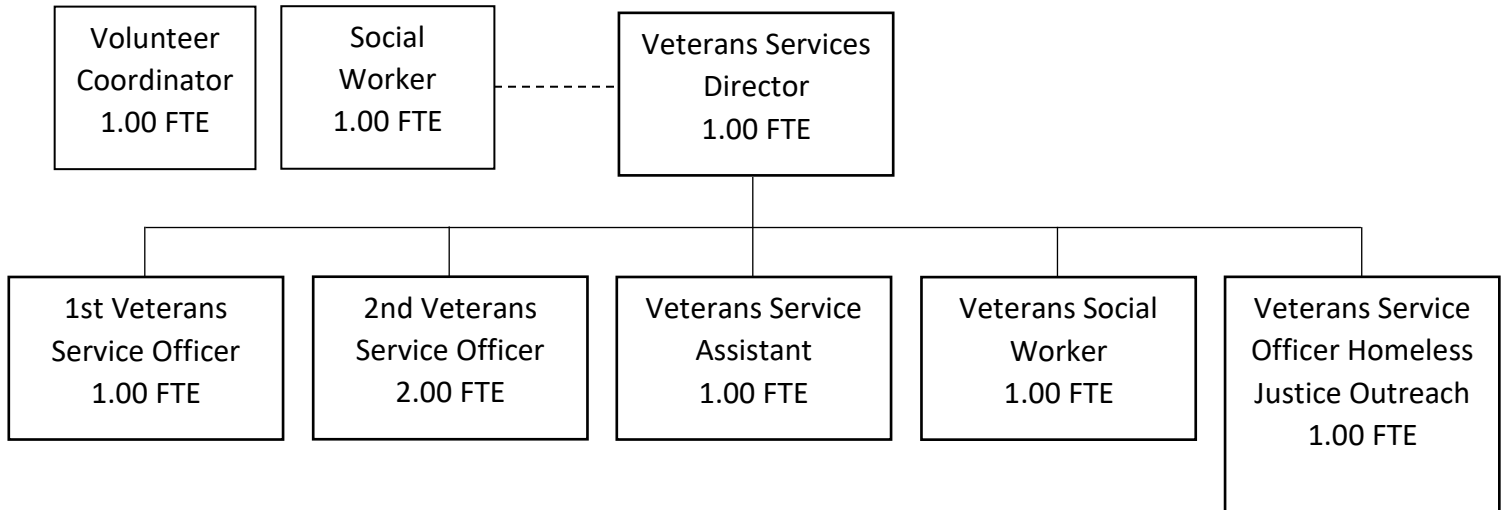 Volunteer
Coordinator
1.00 FTE
Social
Worker
1.00 FTE
Veterans Services
Director
1.00 FTE
1st Veterans
Service Officer
1.00 FTE
2nd Veterans
Service Officer
2.00 FTE
Veterans Service
Assistant
1.00 FTE
Veterans Social
Worker
1.00 FTE
Veterans Service
Officer Homeless
Justice Outreach
1.00 FTE